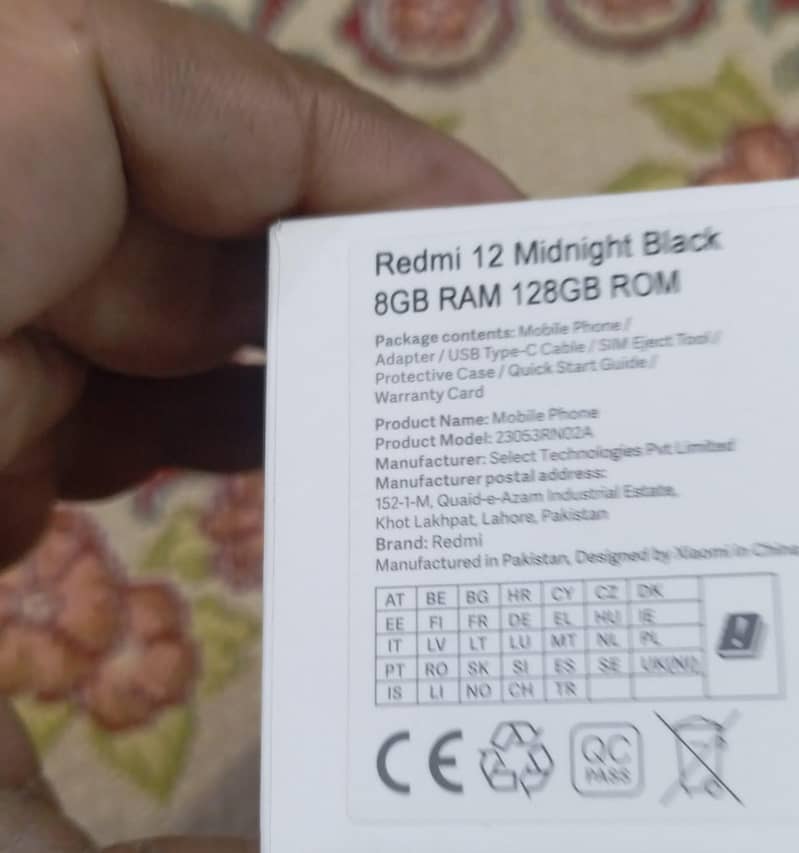 Redmi 12 Midnight Black
8GB RAM 128GB ROM
Package contents: Mobile Phone /
Adapter / USB Type-C Cable / SIM Eject Tool /
Protective Case / Quick Start Guide /
Warranty Card
Product Name: Mobile Phone
Product Model: 23053RN02A
Manufacturer: Select Technologies Pvt Limited
Manufacturer postal address:
152-1-M, Quaid-e-Azam Industrial Estate,
Khot Lakhpat, Lahore, Pakistan
Brand: Redmi
Manufactured in Pakistan, Designed by Xiaomi in China
AT BE BG HR CY CZ DK
EE FI FR DE EL HU IE
IT LV LT LU MT NL PL
PT RO SK SI ES SE UK(NI)
IS LI NO CH TR
CE QC
PASS